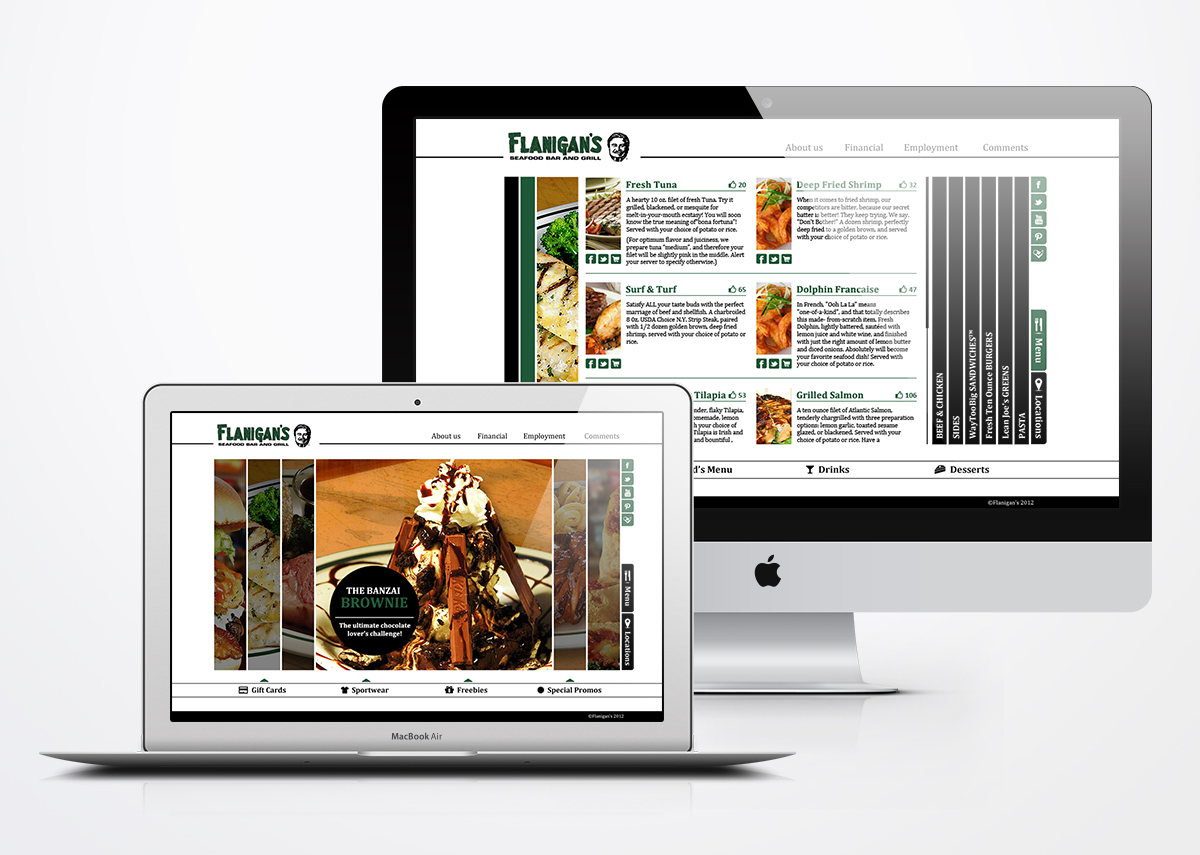 FLANIGAN'S
SEAFOOD BAR AND GRILL
About us
Financial
Employment
Comments
Fresh Tuna
20
A hearty 10 oz. filet of fresh Tuna. Try it
grilled, blackened, or mesquite for
melt-in-your-mouth ecstasy! You will soon
know the true meaning of"bona fortuna"!
Served with your choice of potato or rice.
(For optimum flavor and juiciness, we
prepare tuna "medium", and therefore your
filet will be slightly pink in the middle. Alert
your server to specify otherwise.)
Deep Fried Shrimp
32
When it comes to fried shrimp, our
competitors are bitter, because our secret
batter is better! They keep trying. We say,
"Don't Bother!" A dozen shrimp, perfectly
deep fried to a golden brown, and served
with your choice of potato or rice.
Surf & Turf
65
Satisfy ALL your taste buds with the perfect
marriage of beef and shellfish. A charbroiled
8 Oz. USDA Choice N.Y. Strip Steak, paired
with 1/2 dozen golden brown, deep fried
shrimp, served with your choice of potato or
rice.
Dolphin Francaise
47
In French, "Ooh La La" means
"one-of-a-kind", and that totally describes
this made- from-scratch item. Fresh
Dolphin, lightly battered, sautéed with
lemon juice and white wine, and finished
with just the right amount of lemon butter
and diced onions. Absolutely will become
your favorite seafood dish! Served with
your choice of potato or rice.
Tilapia
53
nder, flaky Tilapia,
omemade, lemon
h your choice of
Tilapia is Irish and
and bountiful .
Grilled Salmon
106
A ten ounce filet of Atlantic Salmon,
tenderly chargrilled with three preparation
options: lemon garlic, toasted sesame
glazed, or blackened. Served with your
choice of potato or rice. Have a
BEEF & CHICKEN
SIDES
WayTooBig SANDWICHES™
Fresh Ten Ounce BURGERS
Lean Joe's GREENS
PASTA
Menu
Locations
d's Menu
Drinks
Desserts
©Flanigan's 2012
FLANIGAN'S
SEAFOOD BAR AND GRILL
About us
Financial
Employment
Comments
THE BANZAI
BROWNIE
The ultimate chocolate
lover's challenge!
Menu
Locations
Gift Cards
Sportwear
Freebies
Special Promos
©Flanigan's 2012
MacBook Air